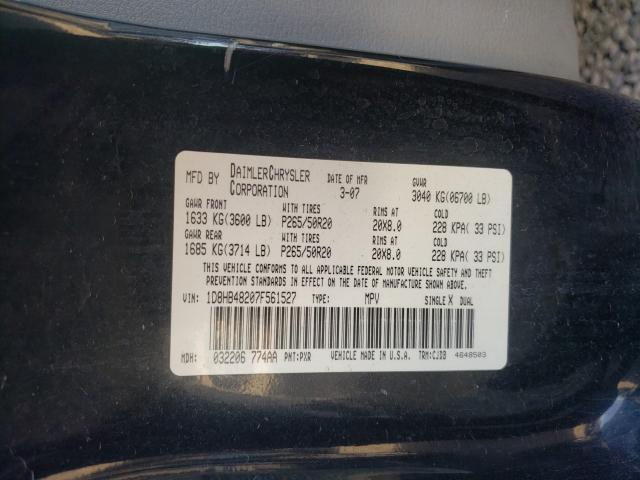 MFD BY DAIMLERCHRYSLER CORPORATION DATE OF MFR 3-07 GVWR 3040 KG(06700 LB)
GAWR FRONT WITH TIRES RIMS AT COLD
1633 KG(3600 LB) P265/50R20 20X8.0 228 KPA( 33 PSI)
GAWR REAR WITH TIRES RIMS AT COLD
1685 KG(3714 LB) P265/50R20 20X8.0 228 KPA( 33 PSI)
THIS VEHICLE CONFORMS TO ALL APPLICABLE FEDERAL MOTOR VEHICLE SAFETY AND THEFT
PREVENTION STANDARDS IN EFFECT ON THE DATE OF MANUFACTURE SHOWN ABOVE.
VIN: 1D8HB48207F561527 TYPE: MPV SINGLE X DUAL
MDH: 032206 774AA PNT:PXR VEHICLE MADE IN U.S.A. TRM:CJDB 4648503